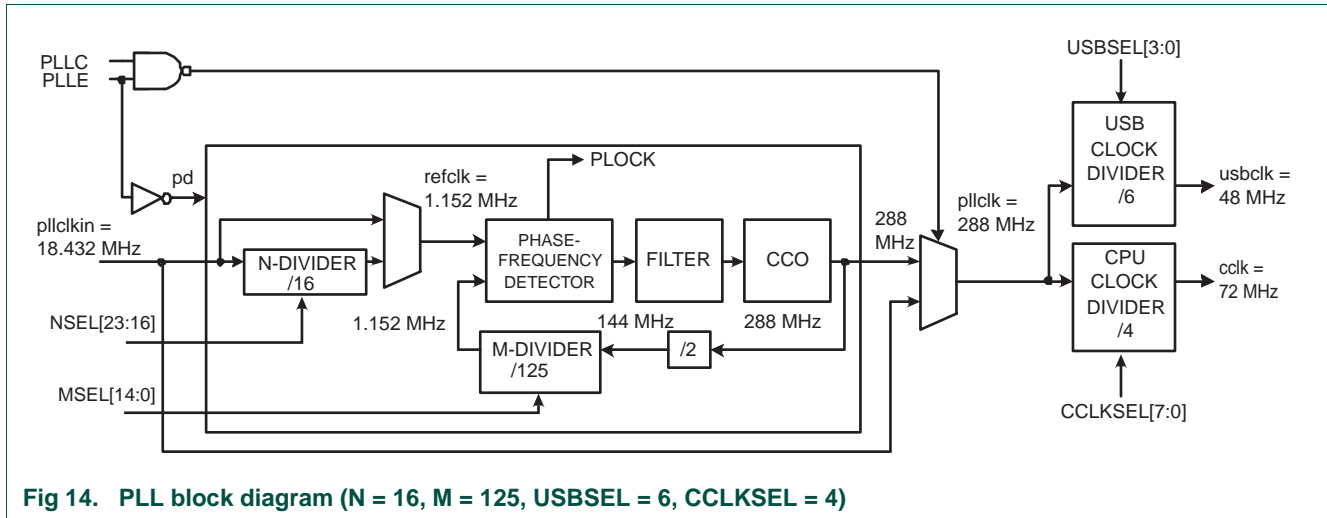 PLLC
PLLE
pd
pllclkin =
18.432 MHz
NSEL[23:16]
MSEL[14:0]
N-DIVIDER
/16
refclk =
1.152 MHz
PLOCK
PHASE-
FREQUENCY
DETECTOR
FILTER
CCO
1.152 MHz
144 MHz
288 MHz
M-DIVIDER
/125
/2
288
MHz
pllclk =
288 MHz
USBSEL[3:0]
USB
CLOCK
DIVIDER
/6
usbclk =
48 MHz
CPU
CLOCK
DIVIDER
/4
cclk =
72 MHz
CCLKSEL[7:0]
Fig 14. PLL block diagram (N = 16, M = 125, USBSEL = 6, CCLKSEL = 4)